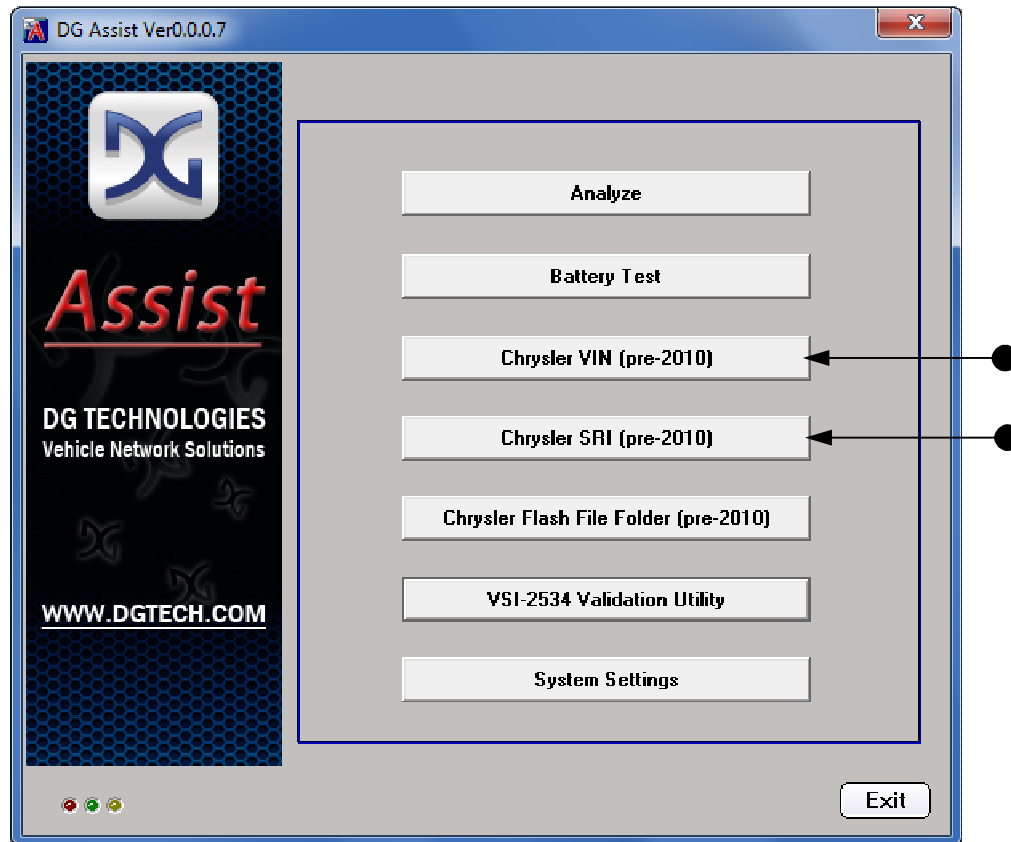 DG Assist Ver0.0.0.7
X
DG
Assist
DG TECHNOLOGIES
Vehicle Network Solutions
WWW.DGTECH.COM
Analyze
Battery Test
Chrysler VIN (pre-2010)
Chrysler SRI (pre-2010)
Chrysler Flash File Folder (pre-2010)
VSI-2534 Validation Utility
System Settings
Exit